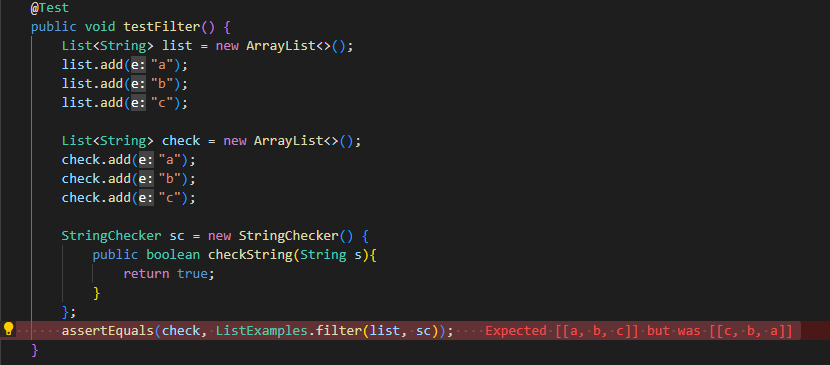 @Test
public void testFilter() {
    List<String> list = new ArrayList<>();
    list.add(e: "a");
    list.add(e: "b");
    list.add(e: "c");

    List<String> check = new ArrayList<>();
    check.add(e: "a");
    check.add(e: "b");
    check.add(e: "c");

    StringChecker sc = new StringChecker() {
        public boolean checkString(String s){
            return true;
        }
    };
    assertEquals(check, ListExamples.filter(list, sc));    Expected [[a, b, c]] but was [[c, b, a]]
}